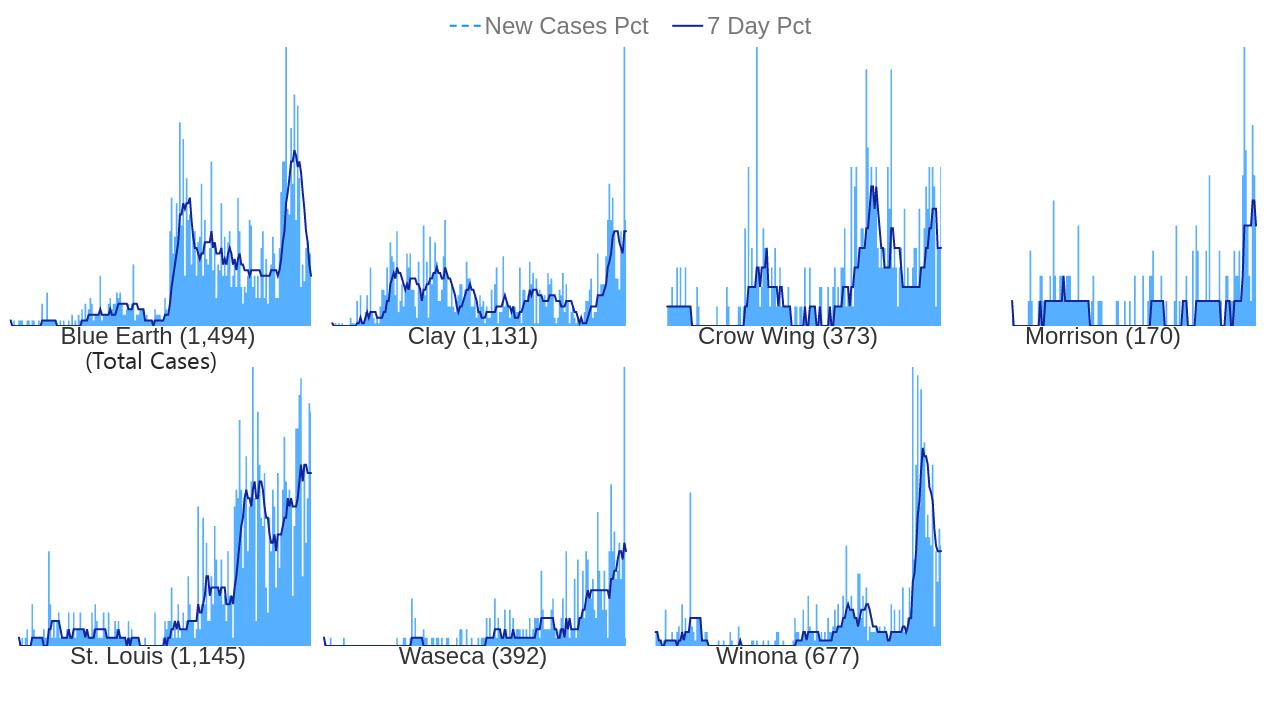 New Cases Pct 7 Day Pct
Blue Earth (1,494) Clay (1,131) Crow Wing (373) Morrison (170)
(Total Cases)
St. Louis (1,145) Waseca (392) Winona (677)